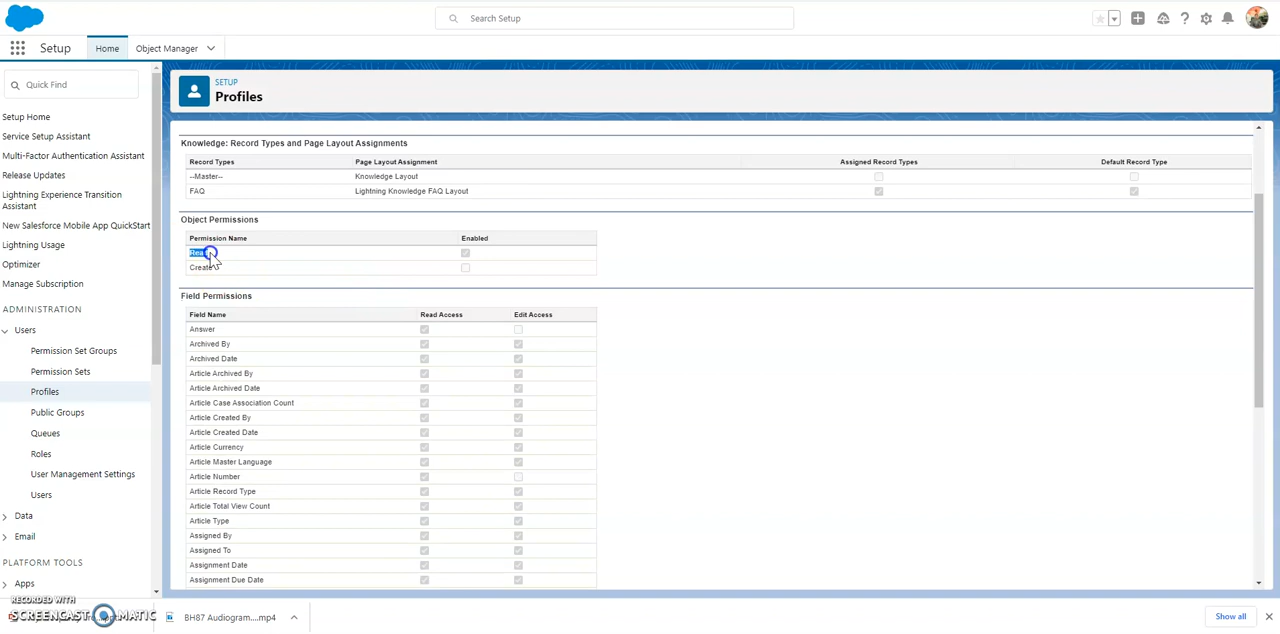 Search Setup
Setup
Home
Object Manager
Quick Find
Setup Home
Service Setup Assistant
Multi-Factor Authentication Assistant
Release Updates
Lightning Experience Transition
Assistant
New Salesforce Mobile App QuickStart
Lightning Usage
Optimizer
Manage Subscription
ADMINISTRATION
Users
Permission Set Groups
Permission Sets
Profiles
Public Groups
Queues
Roles
User Management Settings
Users
Data
Email
PLATFORM TOOLS
Apps
SETUP
Profiles
Knowledge: Record Types and Page Layout Assignments
Record Types Page Layout Assignment Assigned Record Types Default Record Type
--Master-- Knowledge Layout
FAQ Lightning Knowledge FAQ Layout
Object Permissions
Permission Name Enabled
Read
Create
Field Permissions
Field Name Read Access Edit Access
Answer
Archived By
Archived Date
Article Archived By
Article Archived Date
Article Case Association Count
Article Created By
Article Created Date
Article Currency
Article Master Language
Article Number
Article Record Type
Article Total View Count
Article Type
Assigned By
Assigned To
Assignment Date
Assignment Due Date
RECORDED WITH
SCREENCAST MATIC
BH87 Audiogram....mp4
Show all